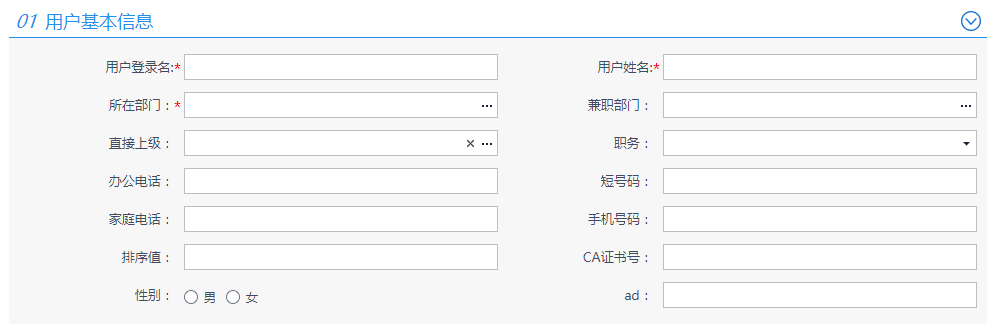 01 用户基本信息
用户登录名:* 用户姓名:*
所在部门：* ... 兼职部门： ...
直接上级： × ... 职务：
办公电话： 短号码：
家庭电话： 手机号码：
排序值： CA证书号：
性别： 男 女 ad：